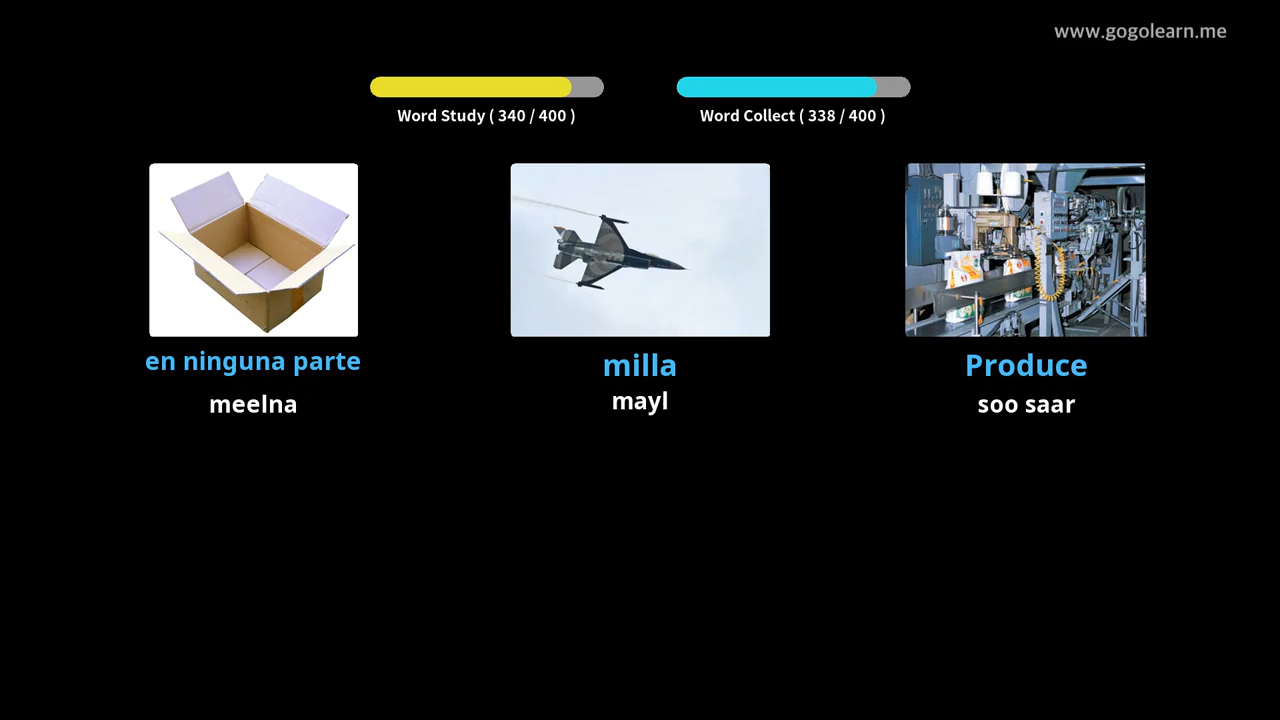 www.gogolearn.me
Word Study ( 340 / 400 )
Word Collect ( 338 / 400 )
en ninguna parte
milla
Produce
meelna
mayl
soo saar